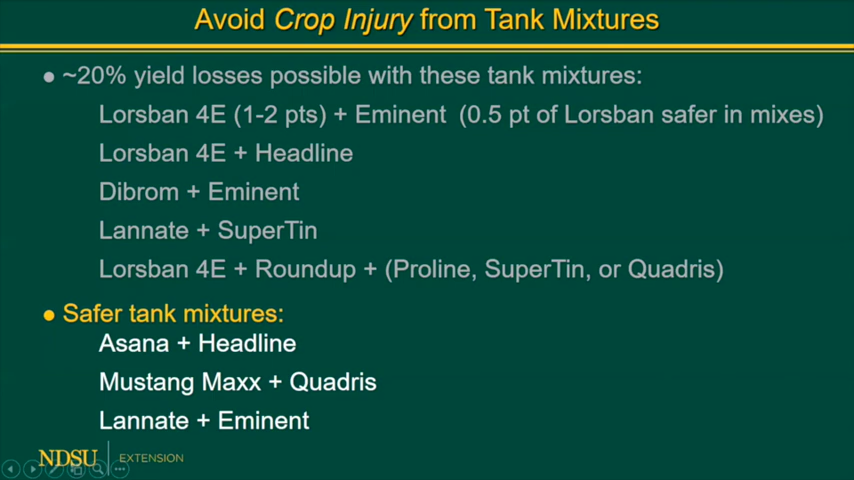 Avoid Crop Injury from Tank Mixtures
● ~20% yield losses possible with these tank mixtures:
Lorsban 4E (1-2 pts) + Eminent (0.5 pt of Lorsban safer in mixes)
Lorsban 4E + Headline
Dibrom + Eminent
Lannate + SuperTin
Lorsban 4E + Roundup + (Proline, SuperTin, or Quadris)
● Safer tank mixtures:
Asana + Headline
Mustang Maxx + Quadris
Lannate + Eminent
NDSU EXTENSION